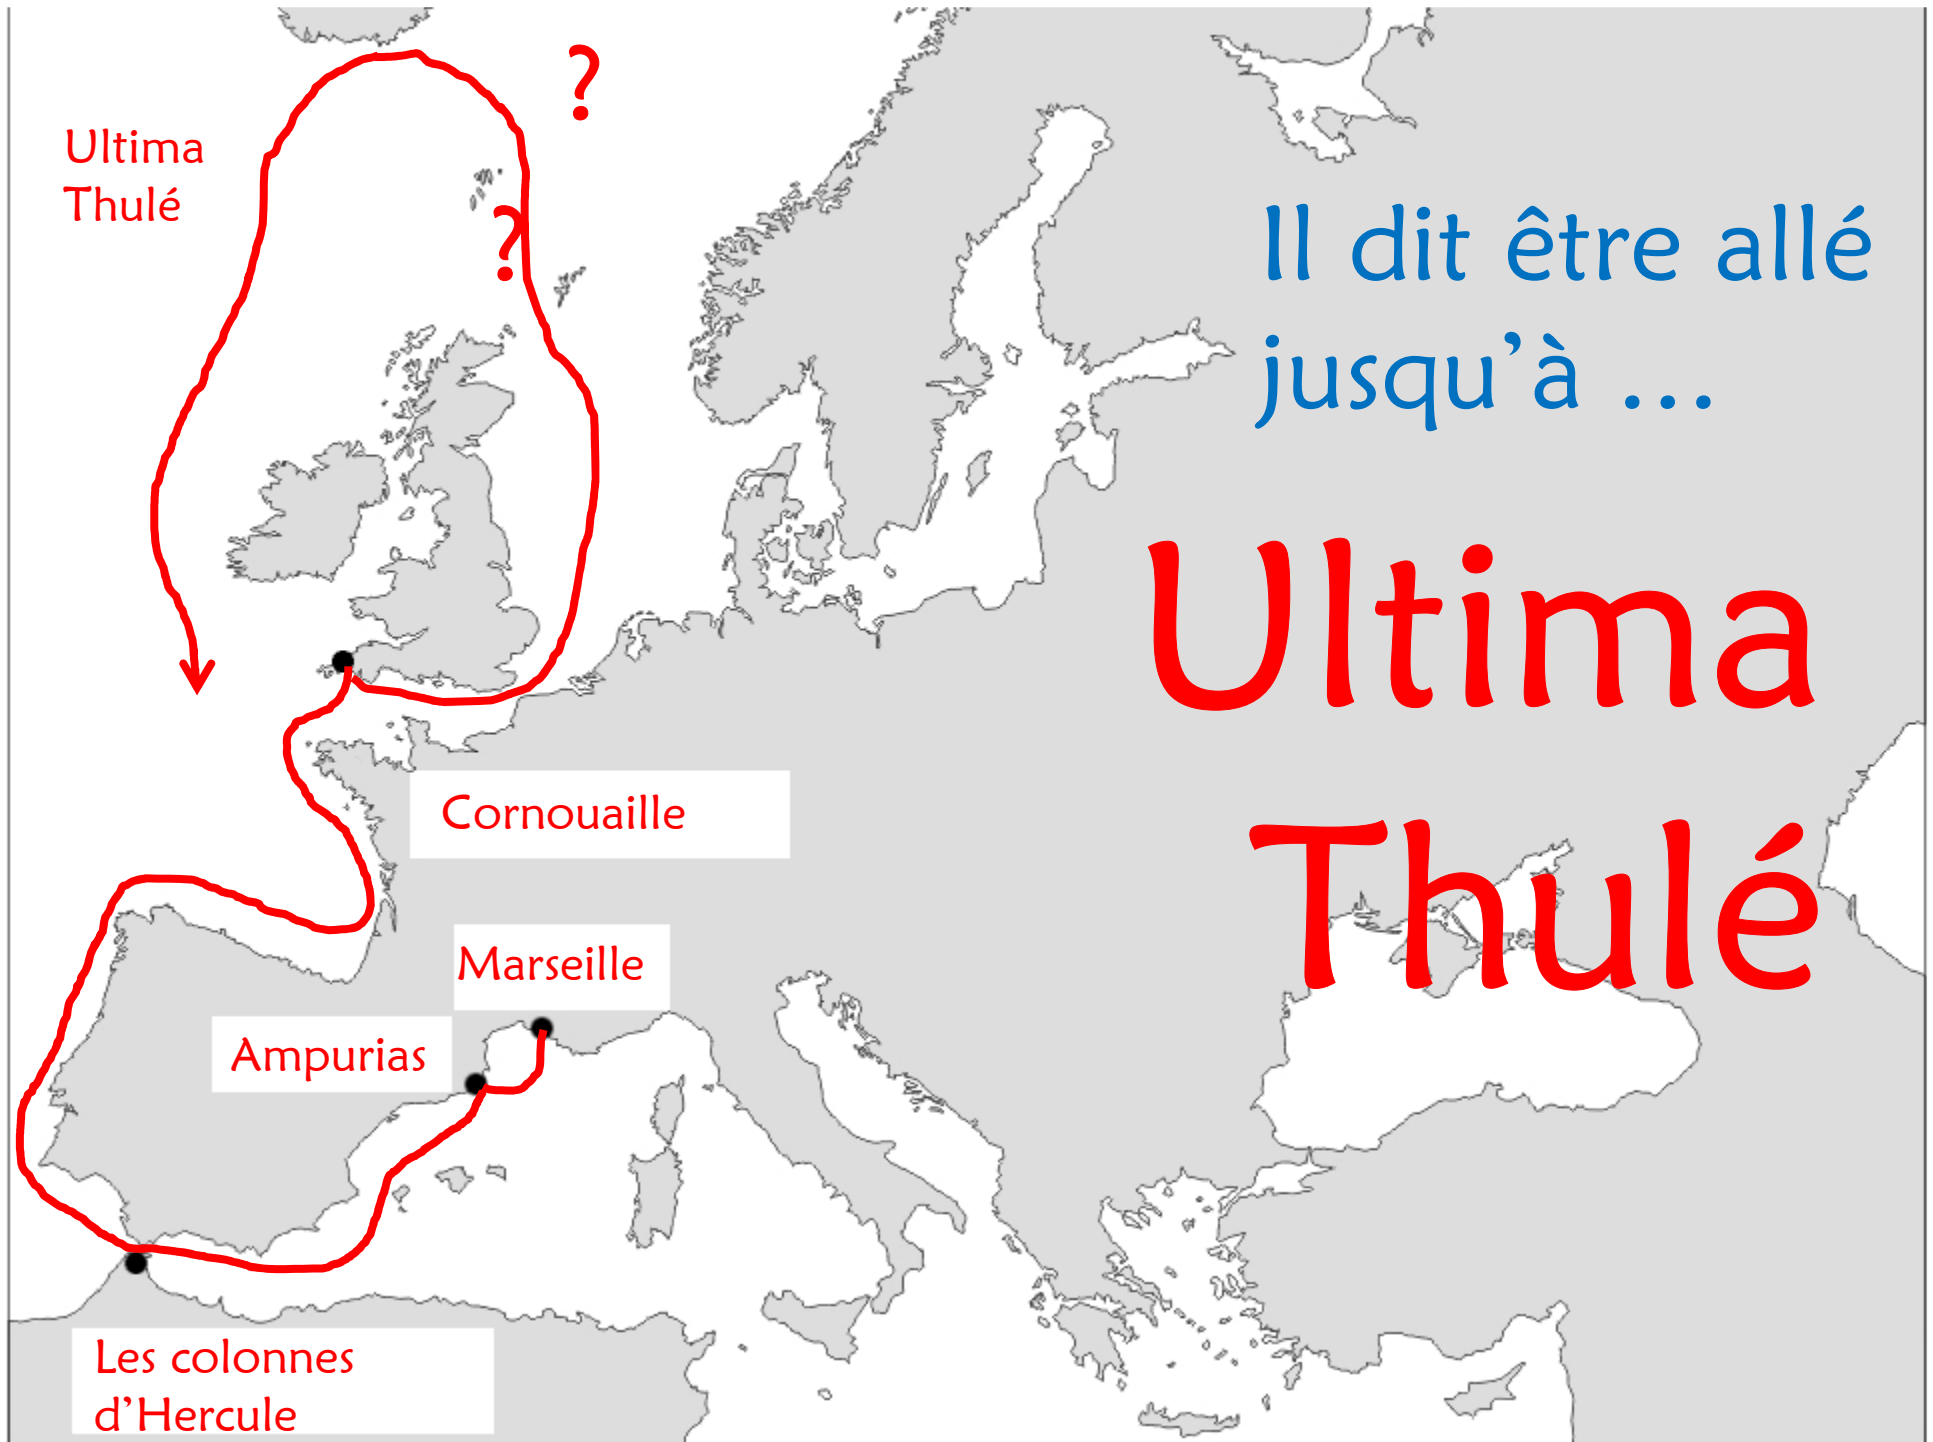 ?
Ultima
Thulé
?
Il dit être allé
jusqu’à ...
Ultima
Thulé
Cornouaille
Marseille
Ampurias
Les colonnes
d’Hercule